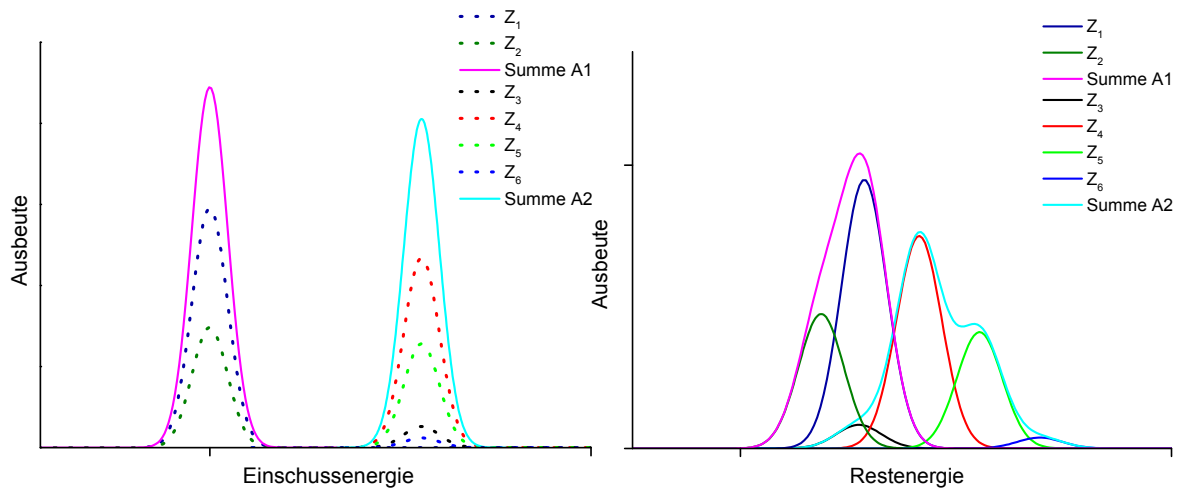 Z₁
Z₂
Summe A1
Z₃
Z₄
Z₅
Z₆
Summe A2
Ausbeute
Einschussenergie
Z₁
Z₂
Summe A1
Z₃
Z₄
Z₅
Z₆
Summe A2
Ausbeute
Restenergie